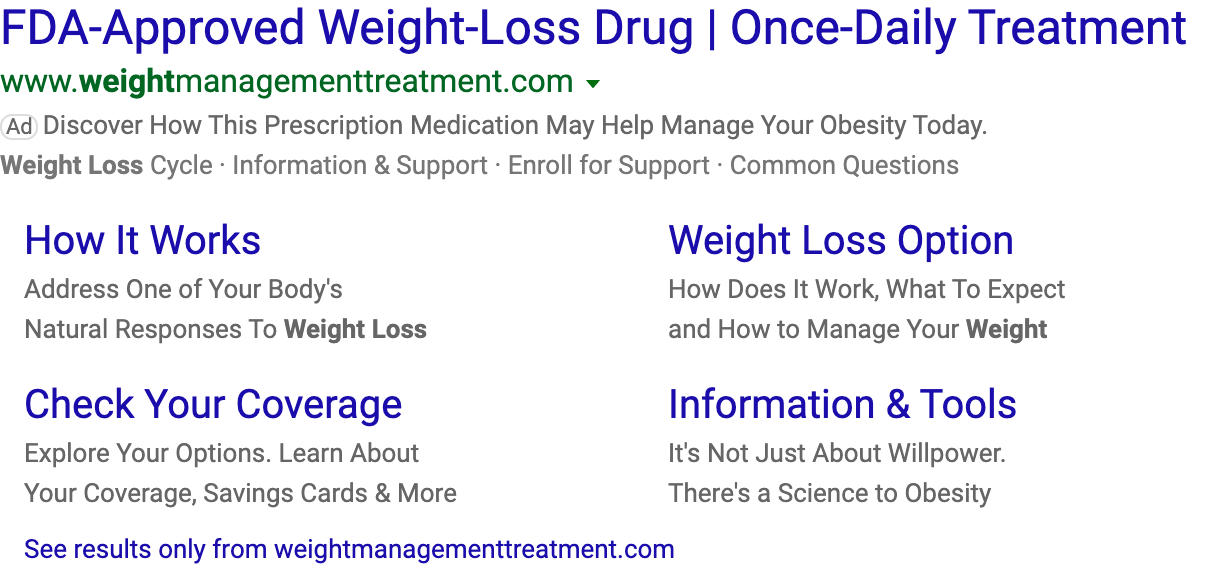 FDA-Approved Weight-Loss Drug | Once-Daily Treatment
www.weightmanagementtreatment.com
Ad Discover How This Prescription Medication May Help Manage Your Obesity Today.
Weight Loss Cycle · Information & Support · Enroll for Support · Common Questions
How It Works
Address One of Your Body's
Natural Responses To Weight Loss
Weight Loss Option
How Does It Work, What To Expect
and How to Manage Your Weight
Check Your Coverage
Explore Your Options. Learn About
Your Coverage, Savings Cards & More
Information & Tools
It's Not Just About Willpower.
There's a Science to Obesity
See results only from weightmanagementtreatment.com